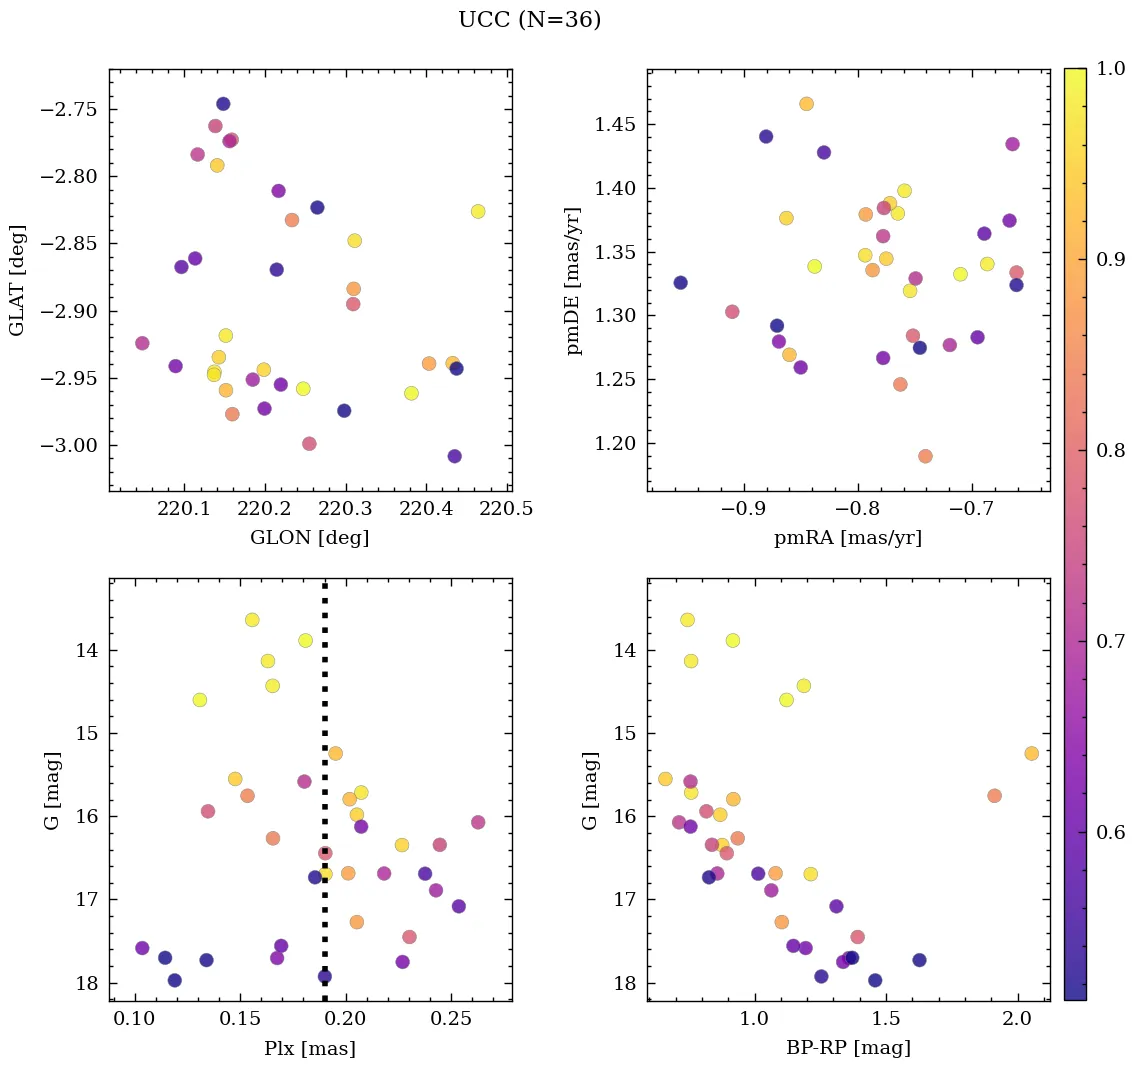 UCC (N=36)
−2.75
−2.80
−2.85
−2.90
−2.95
−3.00
GLAT [deg]
220.1 220.2 220.3 220.4 220.5
GLON [deg]
1.45
1.40
1.35
1.30
1.25
1.20
pmDE [mas/yr]
−0.9 −0.8 −0.7
pmRA [mas/yr]
14
15
16
17
18
G [mag]
0.10 0.15 0.20 0.25
Plx [mas]
14
15
16
17
18
G [mag]
1.0 1.5 2.0
BP-RP [mag]
1.0
0.9
0.8
0.7
0.6